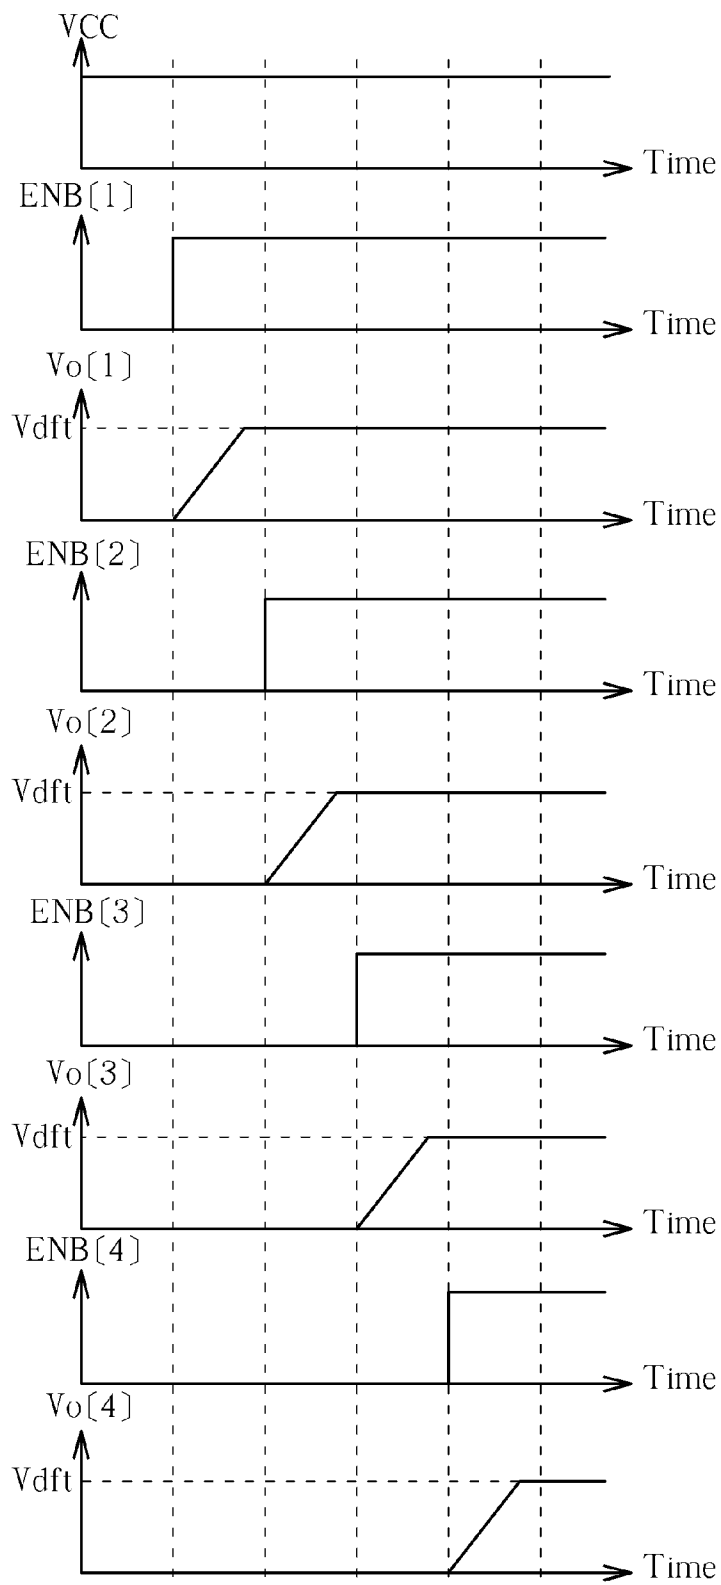 VCC
Time
ENB[1]
Time
Vo[1]
Vdft
Time
ENB[2]
Time
Vo[2]
Vdft
Time
ENB[3]
Time
Vo[3]
Vdft
Time
ENB[4]
Time
Vo[4]
Vdft
Time